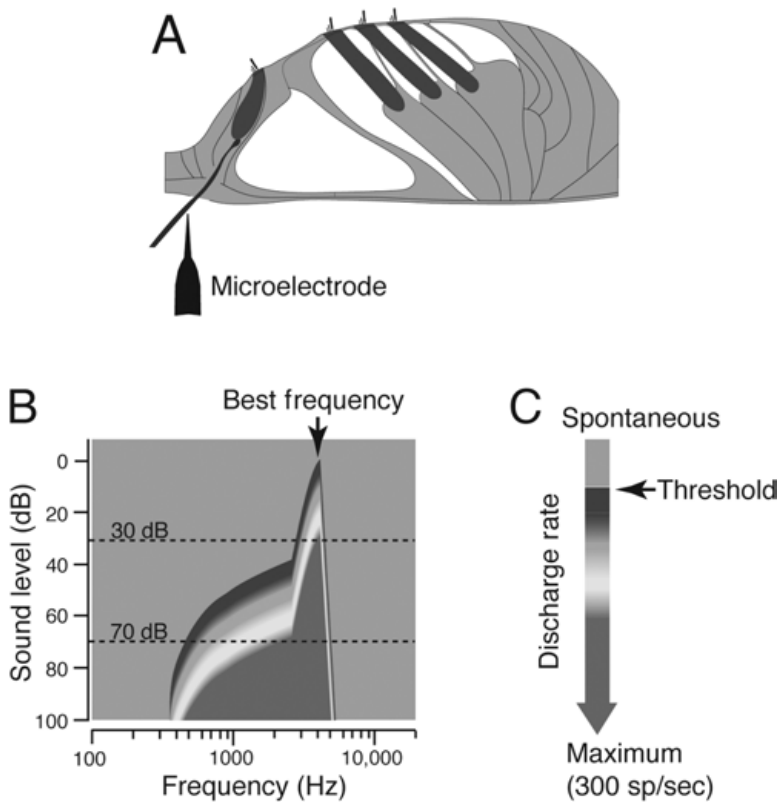 A
Microelectrode
B
Best frequency
Sound level (dB)
0
20
30 dB
40
60
70 dB
80
100
100
1000
10,000
Frequency (Hz)
C
Spontaneous
Threshold
Discharge rate
Maximum
(300 sp/sec)